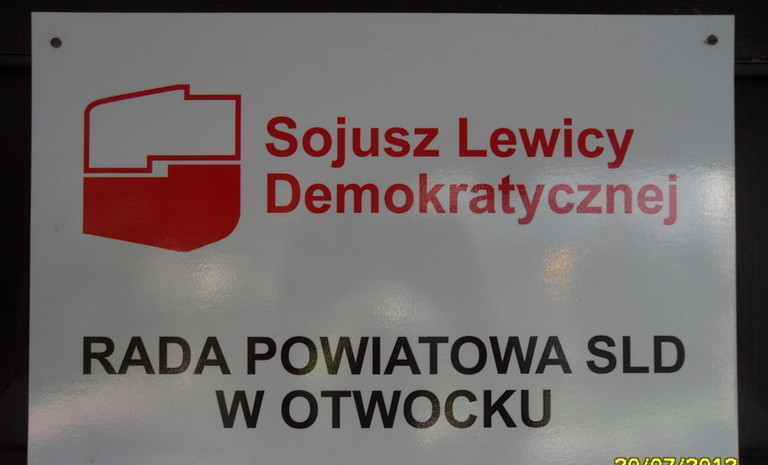 Sojusz Lewicy
Demokratycznej
RADA POWIATOWA SLD
W OTWOCKU